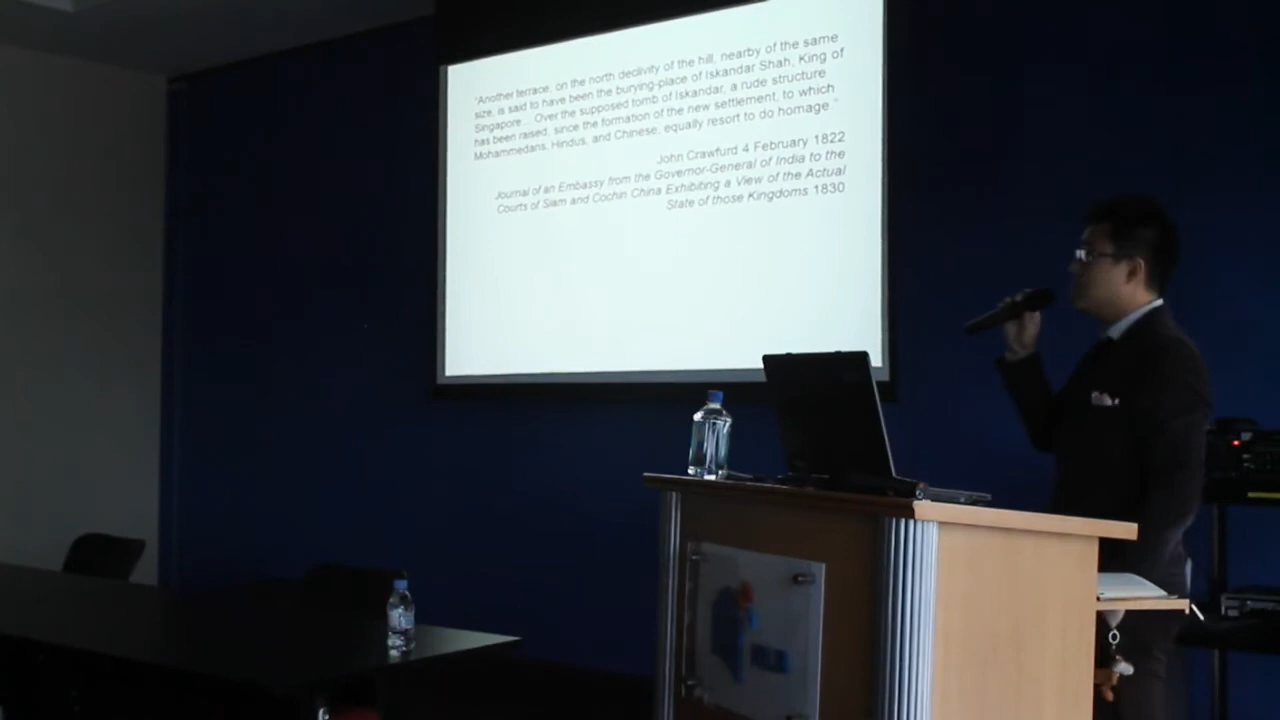 "Another terrace, on the north declivity of the hill, nearby of the same
size, is said to have been the burying-place of Iskandar Shah, King of
Singapore... Over the supposed tomb of Iskandar, a rude structure
has been raised, since the formation of the new settlement, to which
Mohammedans, Hindus, and Chinese, equally resort to do homage."
John Crawfurd 4 February 1822
Journal of an Embassy from the Governor-General of India to the
Courts of Siam and Cochin China Exhibiting a View of the Actual
State of those Kingdoms 1830